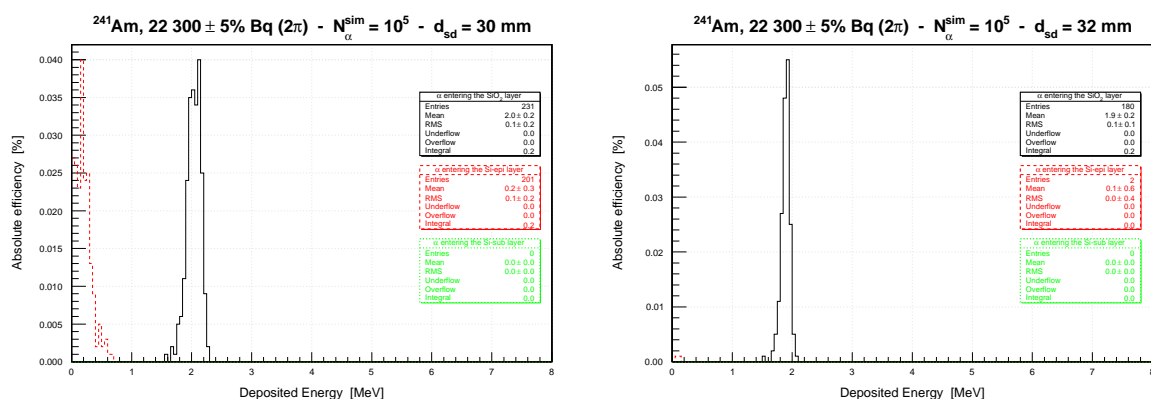 ²⁴¹Am, 22 300 ± 5% Bq (2π) - N_α^sim = 10⁵ - d_sd = 30 mm
Absolute efficiency [%]
0.040
0.035
0.030
0.025
0.020
0.015
0.010
0.005
0.000
0 1 2 3 4 5 6 7 8
Deposited Energy [MeV]
α entering the SiO₂ layer
Entries 231
Mean 2.0 ± 0.2
RMS 0.1 ± 0.2
Underflow 0.0
Overflow 0.0
Integral 0.2
α entering the Si-epi layer
Entries 201
Mean 0.2 ± 0.3
RMS 0.1 ± 0.2
Underflow 0.0
Overflow 0.0
Integral 0.2
α entering the Si-sub layer
Entries 0
Mean 0.0 ± 0.0
RMS 0.0 ± 0.0
Underflow 0.0
Overflow 0.0
Integral 0.0
²⁴¹Am, 22 300 ± 5% Bq (2π) - N_α^sim = 10⁵ - d_sd = 32 mm
Absolute efficiency [%]
0.05
0.04
0.03
0.02
0.01
0.00
0 1 2 3 4 5 6 7 8
Deposited Energy [MeV]
α entering the SiO₂ layer
Entries 180
Mean 1.9 ± 0.2
RMS 0.1 ± 0.1
Underflow 0.0
Overflow 0.0
Integral 0.2
α entering the Si-epi layer
Entries 2
Mean 0.1 ± 0.6
RMS 0.0 ± 0.4
Underflow 0.0
Overflow 0.0
Integral 0.0
α entering the Si-sub layer
Entries 0
Mean 0.0 ± 0.0
RMS 0.0 ± 0.0
Underflow 0.0
Overflow 0.0
Integral 0.0